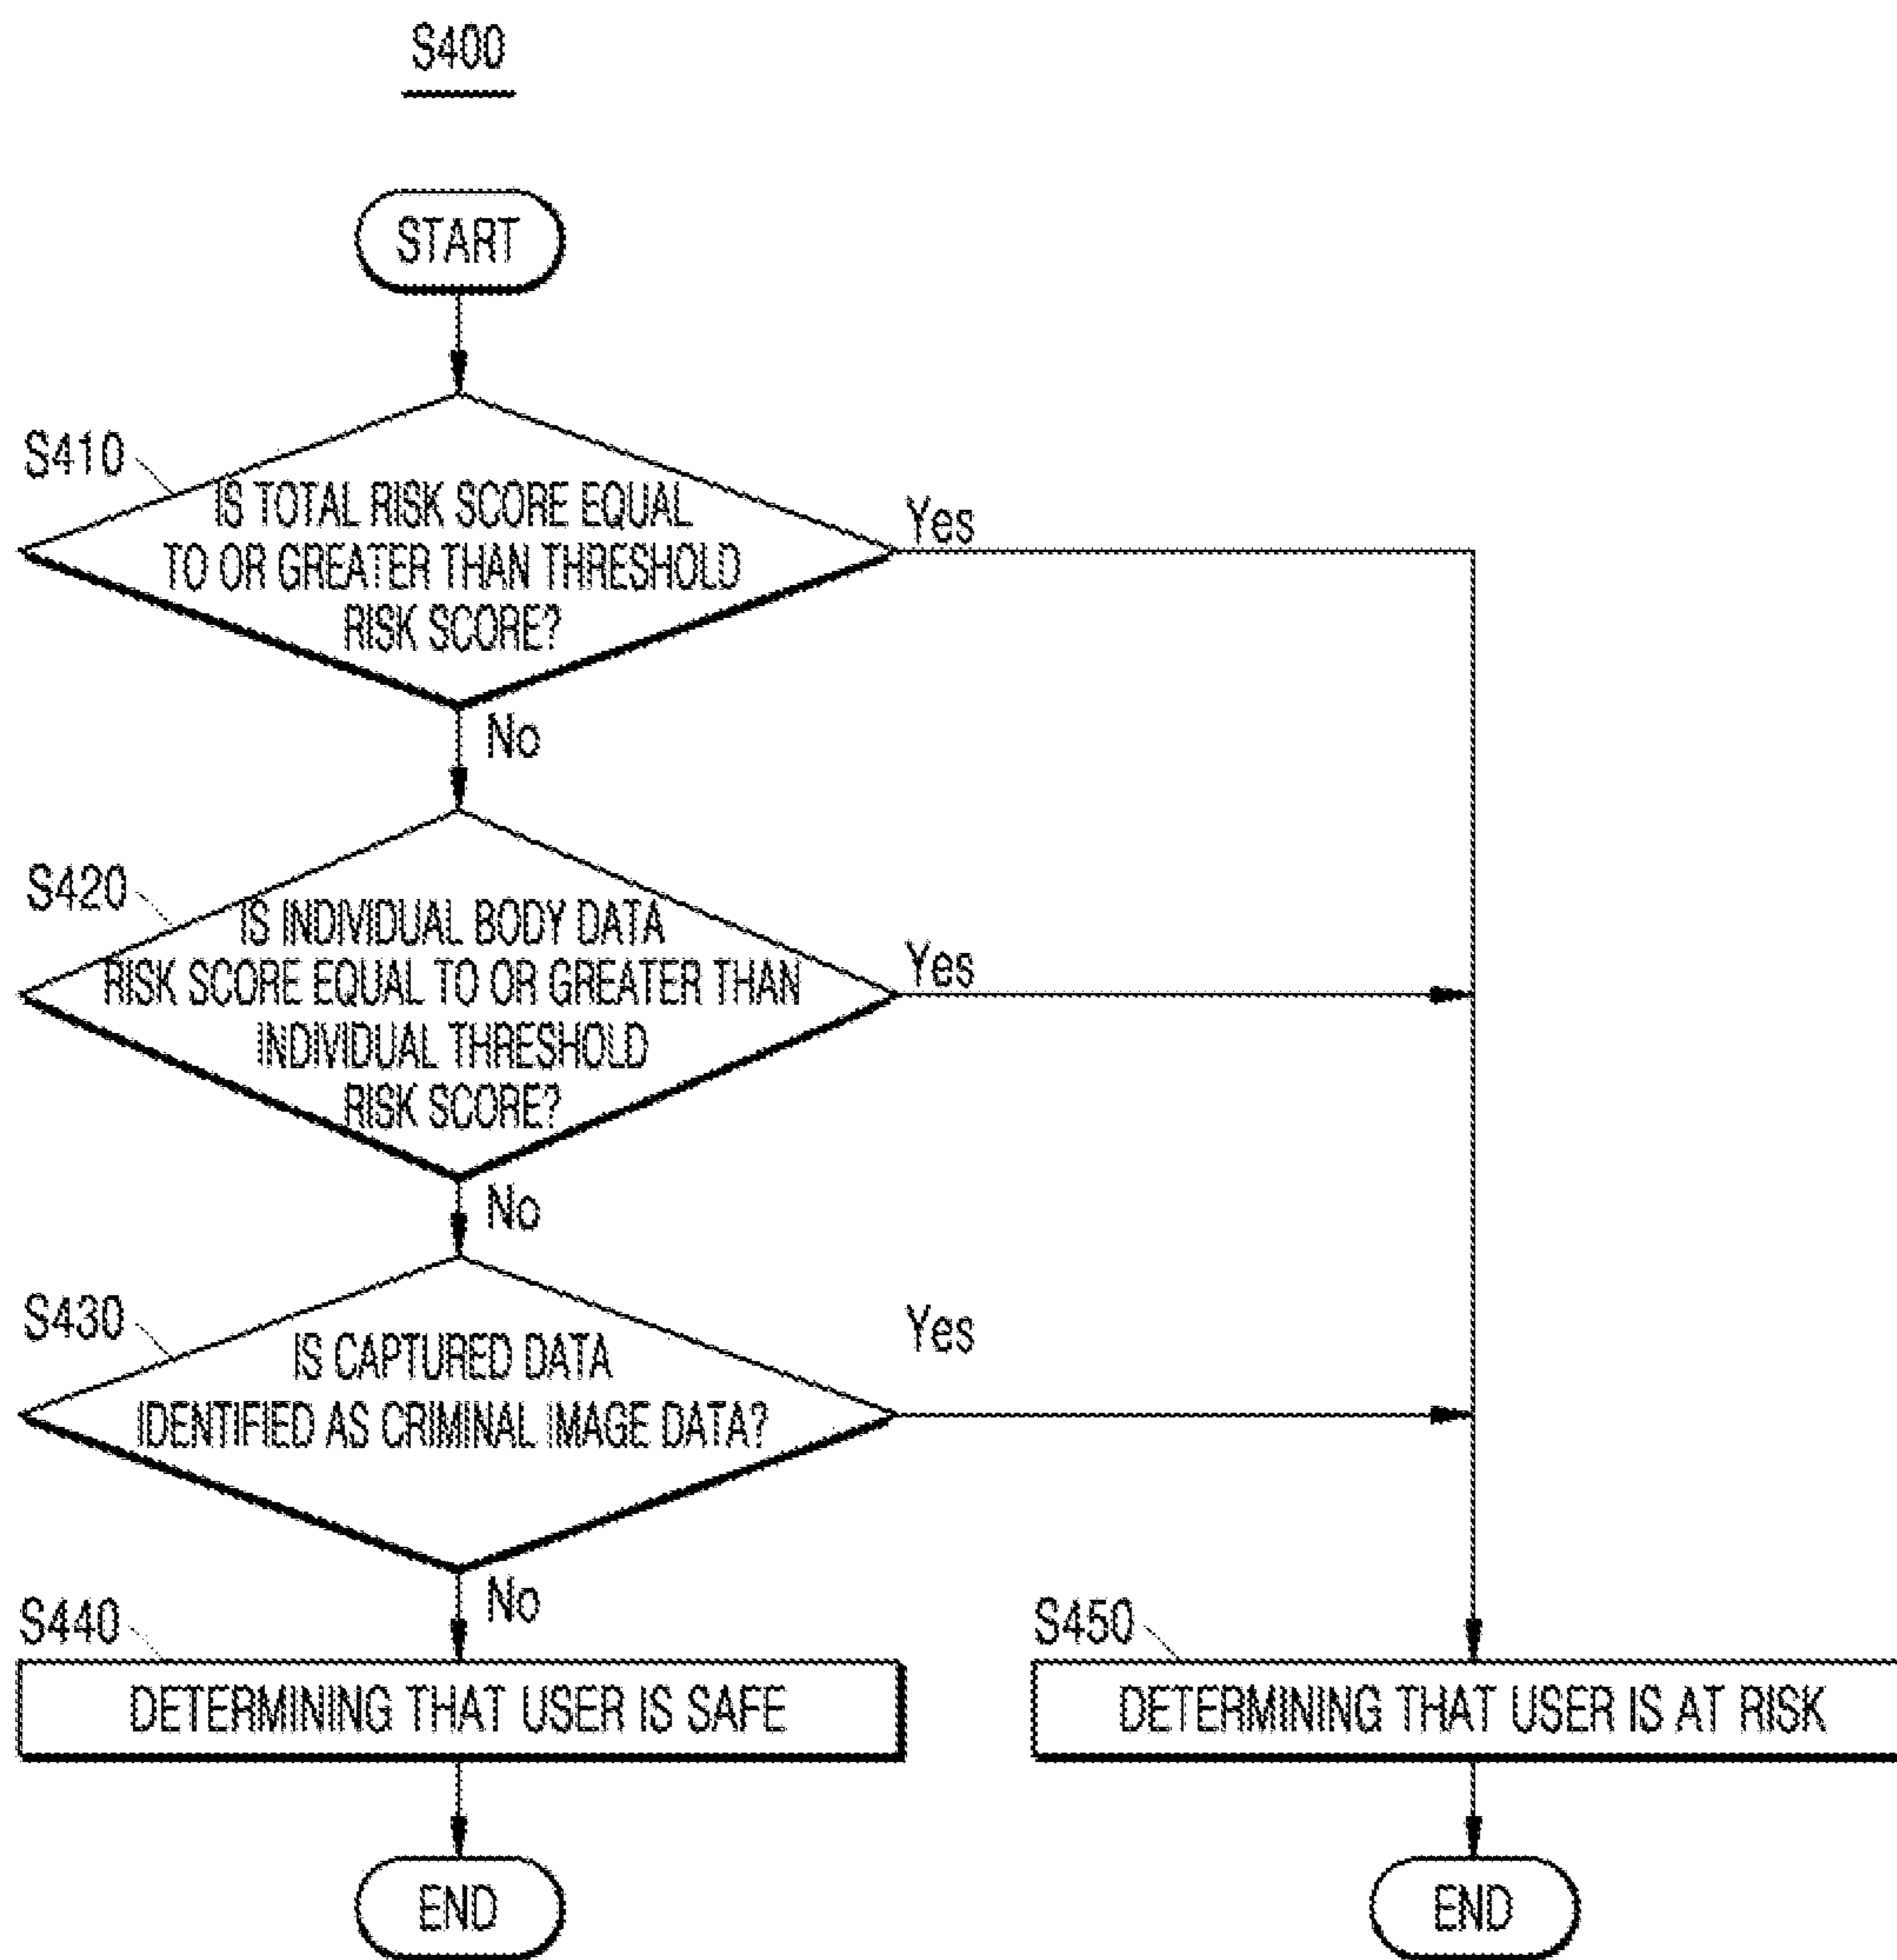 S400
START
S410
IS TOTAL RISK SCORE EQUAL
TO OR GREATER THAN THRESHOLD
RISK SCORE?
Yes
No
S420
IS INDIVIDUAL BODY DATA
RISK SCORE EQUAL TO OR GREATER THAN
INDIVIDUAL THRESHOLD
RISK SCORE?
Yes
No
S430
IS CAPTURED DATA
IDENTIFIED AS CRIMINAL IMAGE DATA?
Yes
No
S440
DETERMINING THAT USER IS SAFE
S450
DETERMINING THAT USER IS AT RISK
END
END